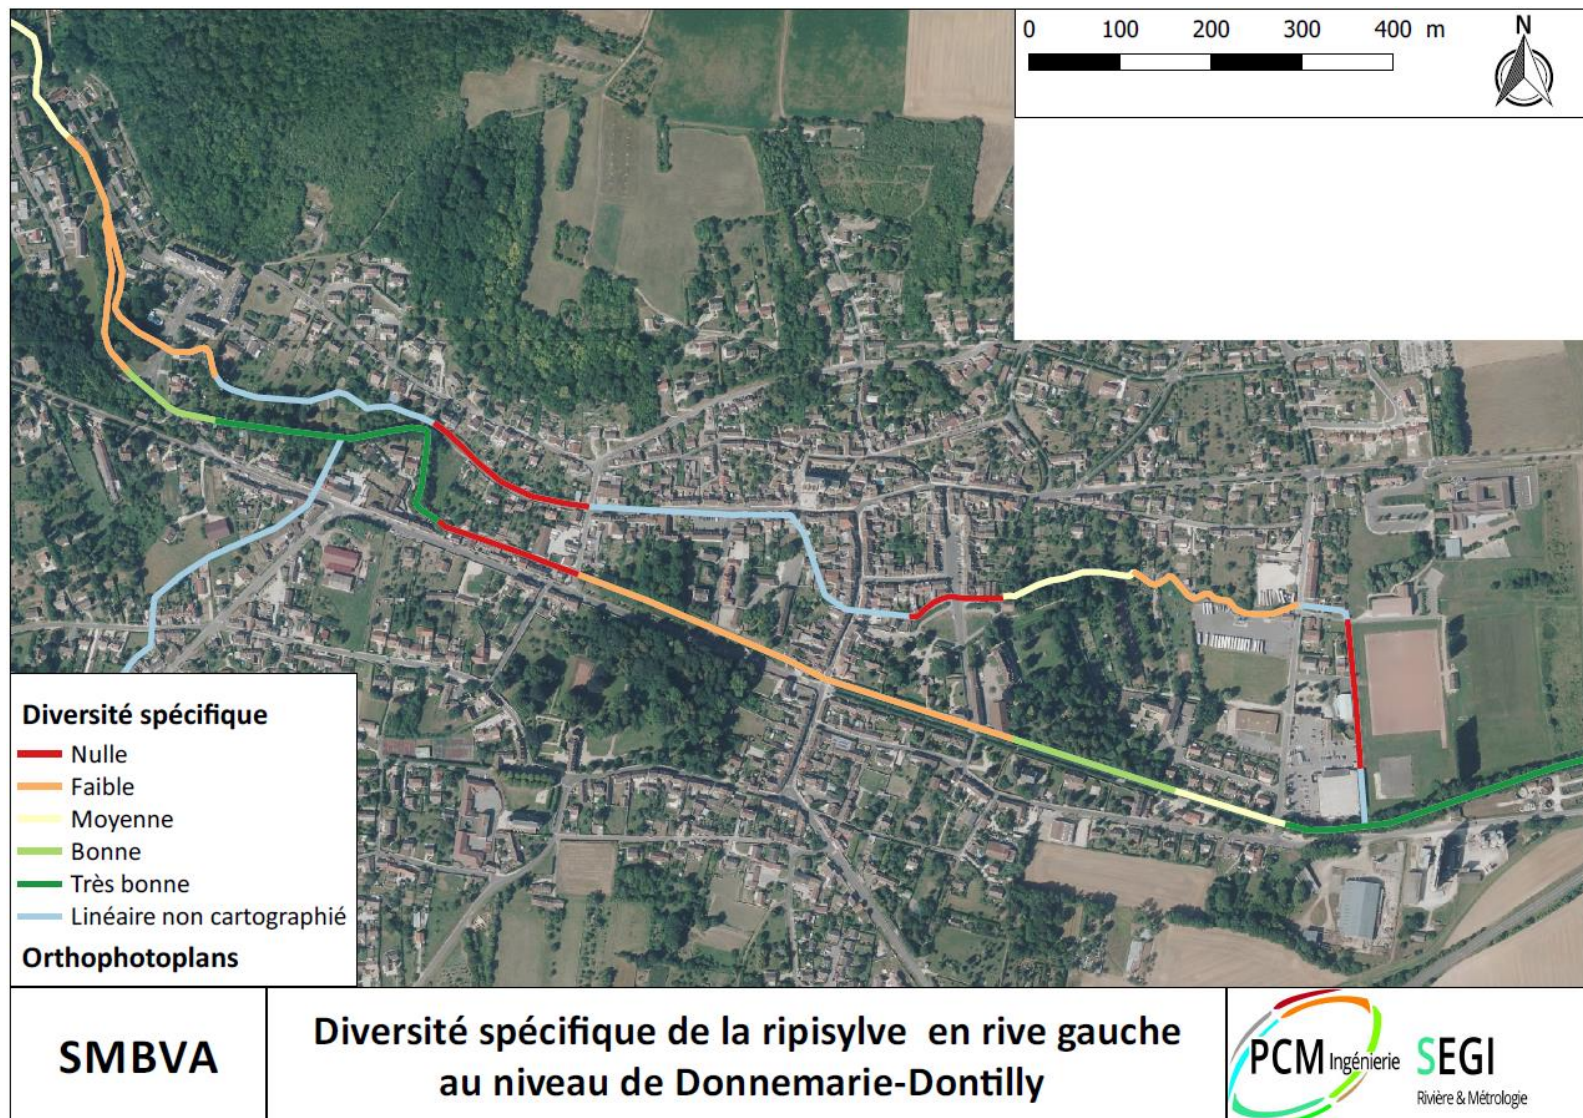 0 100 200 300 400 m
N
Diversité spécifique
Nulle
Faible
Moyenne
Bonne
Très bonne
Linéaire non cartographié
Orthophotoplans
SMBVA
Diversité spécifique de la ripisylve en rive gauche
au niveau de Donnemarie-Dontilly
PCM Ingénierie
SEGI
Rivière & Métrologie